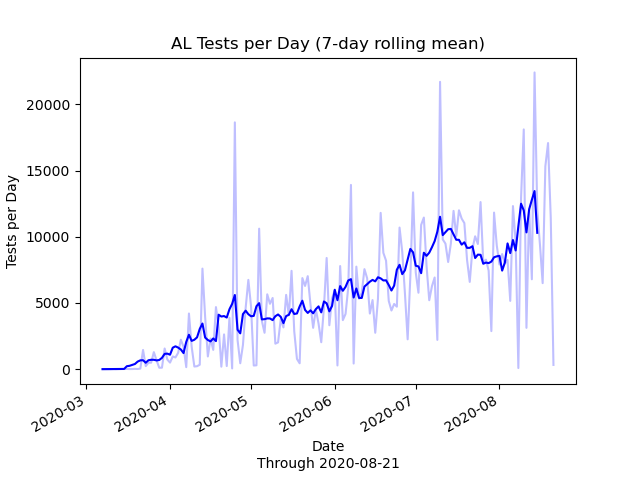 AL Tests per Day (7-day rolling mean)
Tests per Day
20000
15000
10000
5000
0
2020-03
2020-04
2020-05
2020-06
2020-07
2020-08
Date
Through 2020-08-21